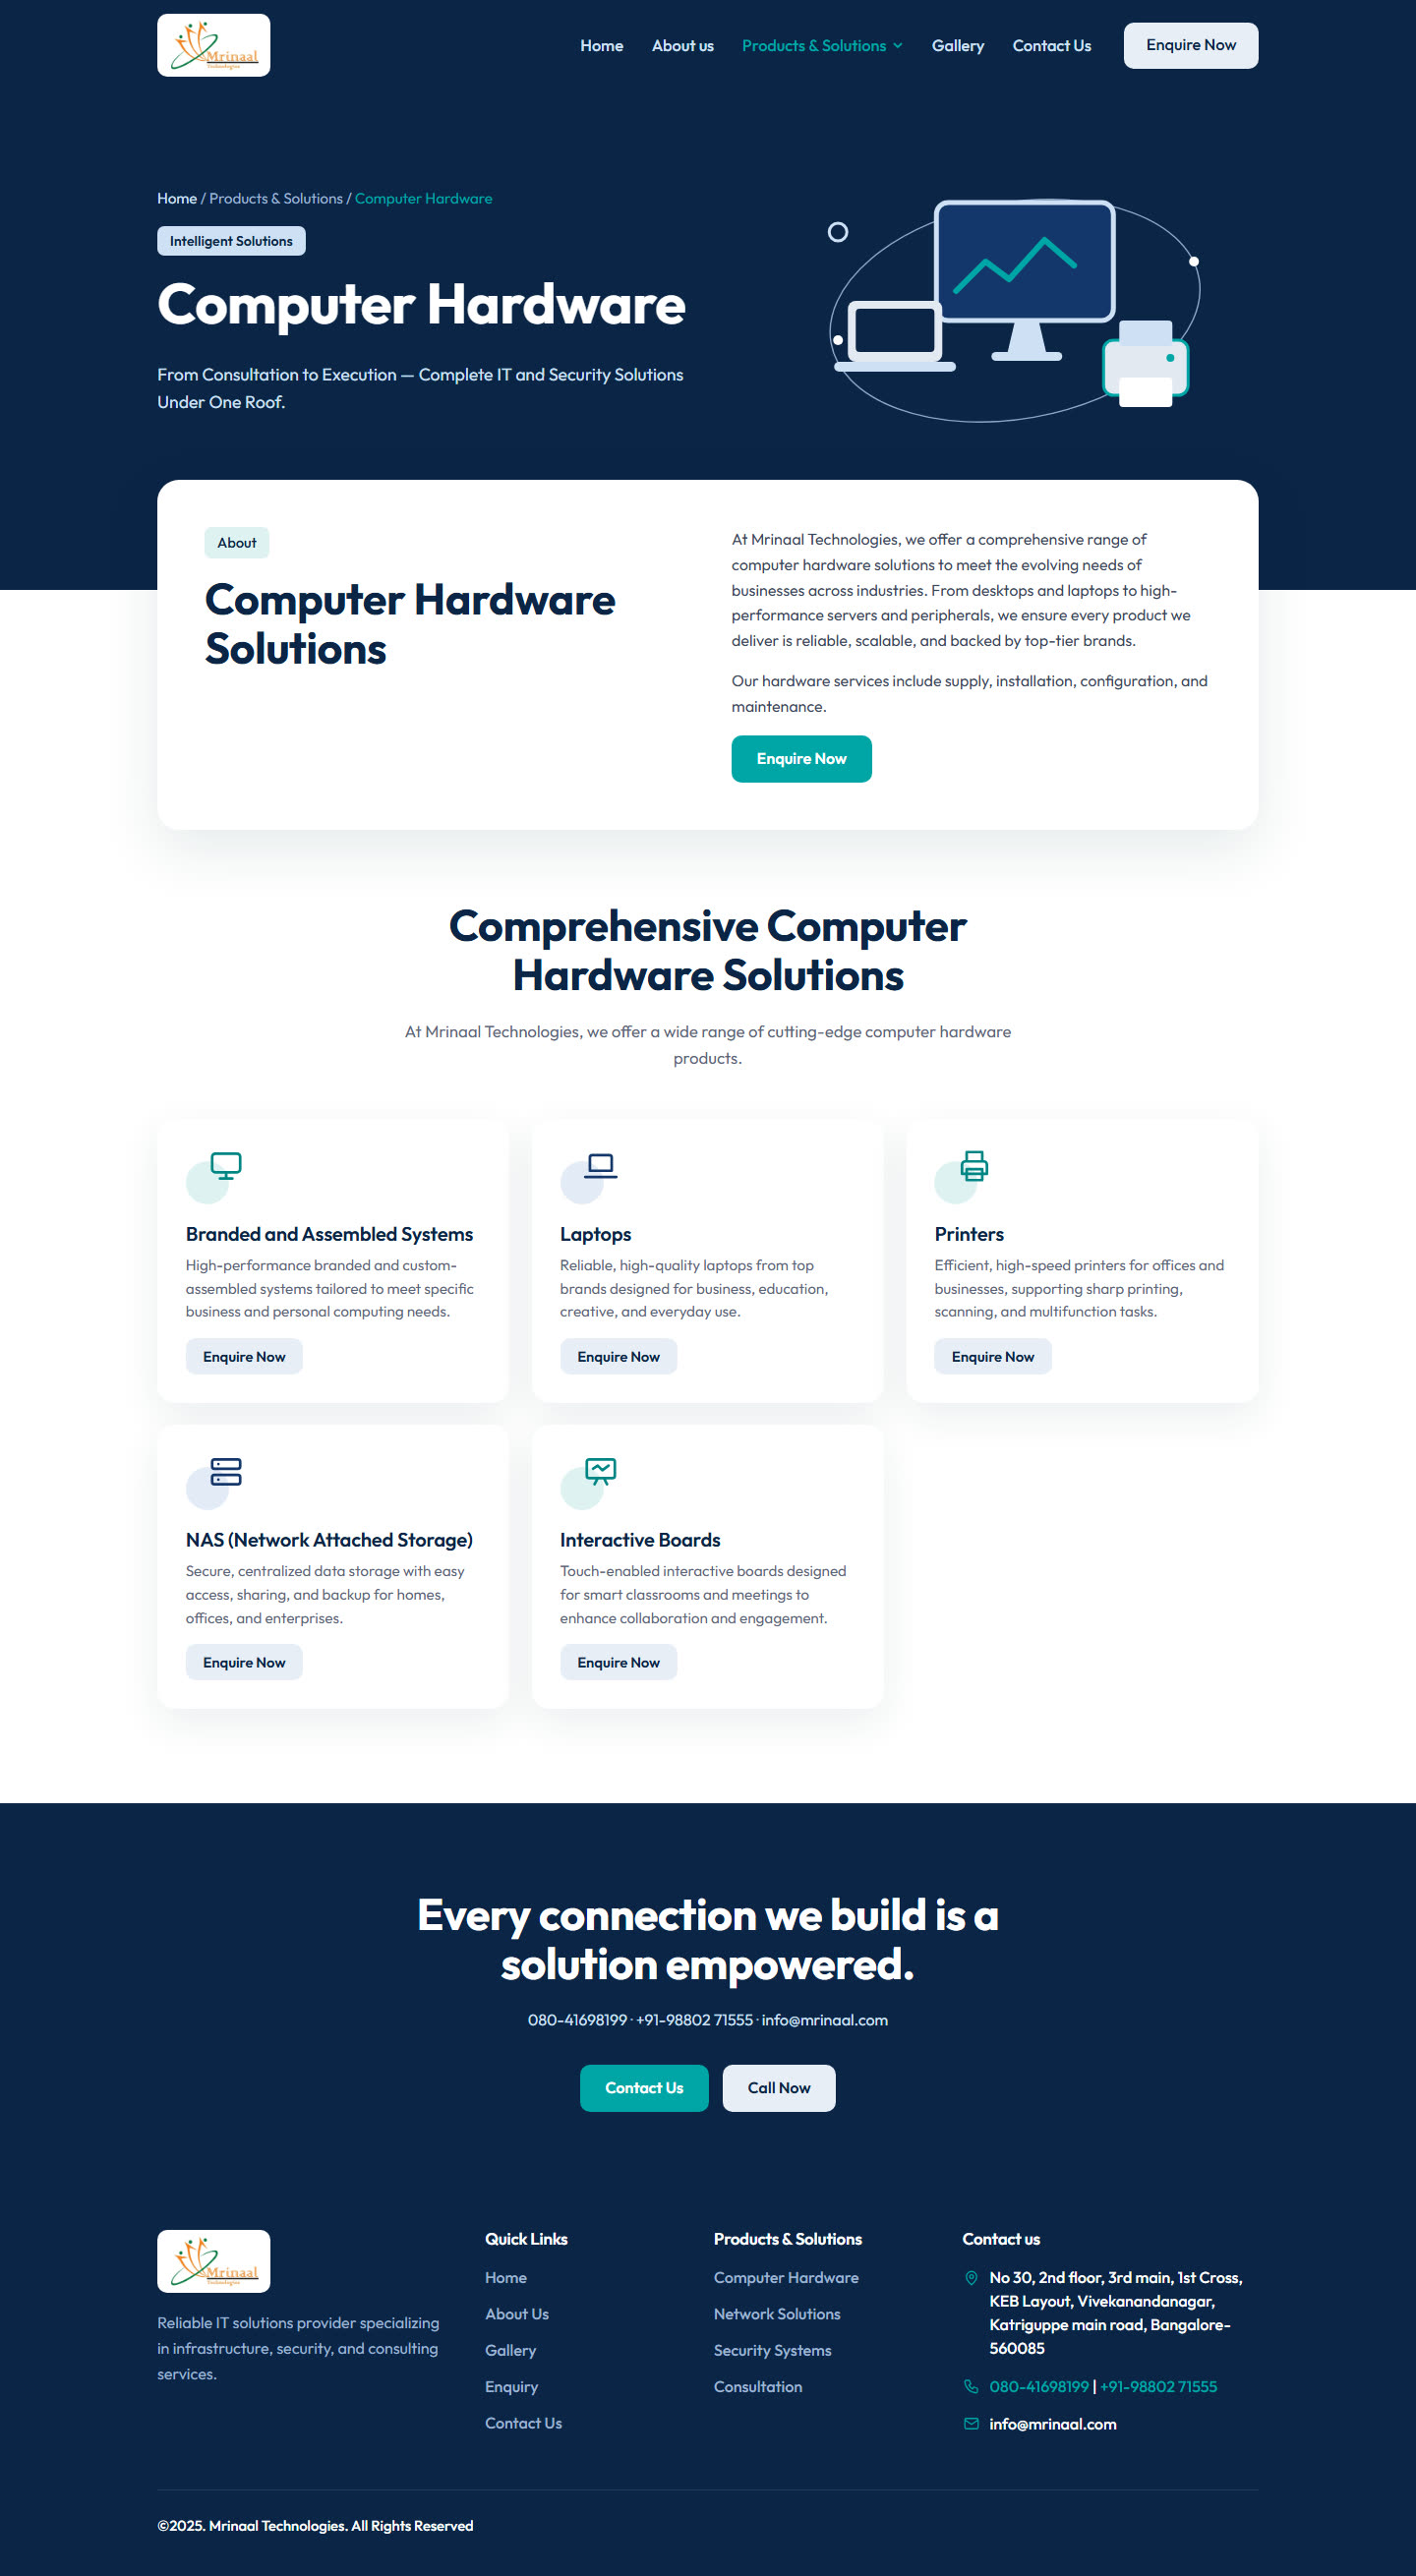 Mrinaal
Technologies
Home
About us
Products & Solutions
Gallery
Contact Us
Enquire Now
Home / Products & Solutions / Computer Hardware
Intelligent Solutions
Computer Hardware
From Consultation to Execution — Complete IT and Security Solutions
Under One Roof.
About
Computer Hardware
Solutions
At Mrinaal Technologies, we offer a comprehensive range of
computer hardware solutions to meet the evolving needs of
businesses across industries. From desktops and laptops to high-
performance servers and peripherals, we ensure every product we
deliver is reliable, scalable, and backed by top-tier brands.
Our hardware services include supply, installation, configuration, and
maintenance.
Enquire Now
Comprehensive Computer
Hardware Solutions
At Mrinaal Technologies, we offer a wide range of cutting-edge computer hardware
products.
Branded and Assembled Systems
High-performance branded and custom-
assembled systems tailored to meet specific
business and personal computing needs.
Enquire Now
Laptops
Reliable, high-quality laptops from top
brands designed for business, education,
creative, and everyday use.
Enquire Now
Printers
Efficient, high-speed printers for offices and
businesses, supporting sharp printing,
scanning, and multifunction tasks.
Enquire Now
NAS (Network Attached Storage)
Secure, centralized data storage with easy
access, sharing, and backup for homes,
offices, and enterprises.
Enquire Now
Interactive Boards
Touch-enabled interactive boards designed
for smart classrooms and meetings to
enhance collaboration and engagement.
Enquire Now
Every connection we build is a
solution empowered.
080-41698199 · +91-98802 71555 · info@mrinaal.com
Contact Us
Call Now
Mrinaal
Technologies
Reliable IT solutions provider specializing
in infrastructure, security, and consulting
services.
Quick Links
Home
About Us
Gallery
Enquiry
Contact Us
Products & Solutions
Computer Hardware
Network Solutions
Security Systems
Consultation
Contact us
No 30, 2nd floor, 3rd main, 1st Cross,
KEB Layout, Vivekanandanagar,
Katriguppe main road, Bangalore-
560085
080-41698199 | +91-98802 71555
info@mrinaal.com
©2025. Mrinaal Technologies. All Rights Reserved